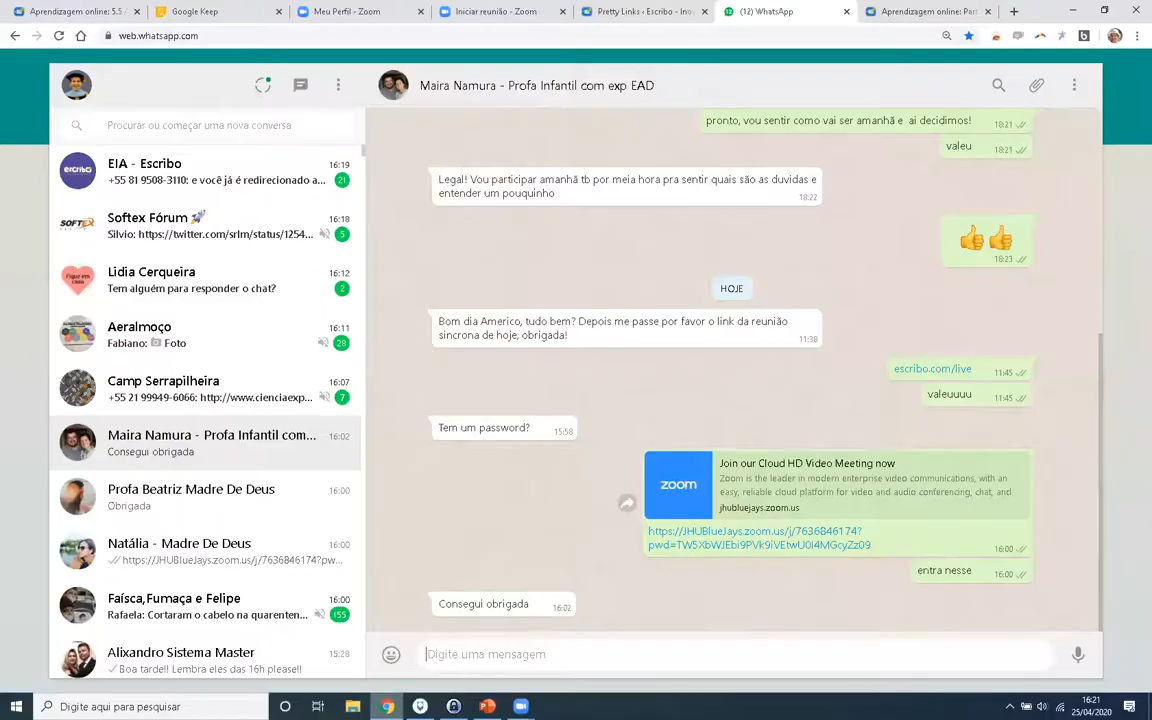 Aprendizagem online: 5.5 /
Google Keep
Meu Perfil - Zoom
Iniciar reunião - Zoom
Pretty Links ‹ Escribo - Ino
(12) WhatsApp
Aprendizagem online: Par
web.whatsapp.com
Maira Namura - Profa Infantil com exp EAD
Procurar ou começar uma nova conversa
EIA - Escribo 16:19
+55 81 9508-3110: e você já é redirecionado a... 21
Softex Fórum 🚀 16:18
Silvio: https://twitter.com/srlm/status/1254... 5
Lidia Cerqueira 16:12
Tem alguém para responder o chat? 2
Aeralmoço 16:11
Fabiano: 📷 Foto 28
Camp Serrapilheira 16:07
+55 21 99949-6066: http://www.cienciaexp... 7
Maira Namura - Profa Infantil com... 16:02
Consegui obrigada
Profa Beatriz Madre De Deus 16:00
Obrigada
Natália - Madre De Deus 16:00
https://JHUBlueJays.zoom.us/j/7636846174?pw...
Faísca,Fumaça e Felipe 16:00
Rafaela: Cortaram o cabelo na quarenten... 155
Alixandro Sistema Master 15:28
Boa tarde!! Lembra eles das 16h please!!
pronto, vou sentir como vai ser amanhã e ai decidimos! 18:21
valeu 18:21
Legal! Vou participar amanhã tb por meia hora pra sentir quais são as duvidas e
entender um pouquinho 18:22
👍👍 18:23
HOJE
Bom dia Americo, tudo bem? Depois me passe por favor o link da reunião
sincrona de hoje, obrigada! 11:38
escribo.com/live 11:45
valeuuuu 11:45
Tem um password? 15:58
zoom
Join our Cloud HD Video Meeting now
Zoom is the leader in modern enterprise video communications, with an
easy, reliable cloud platform for video and audio conferencing, chat, and
jhubluejays.zoom.us
https://JHUBlueJays.zoom.us/j/7636846174?
pwd=TW5XbWJEbi9PVk9iVEtwU0l4MGcyZz09 16:00
entra nesse 16:00
Consegui obrigada 16:02
Digite uma mensagem
Digite aqui para pesquisar
16:21
25/04/2020